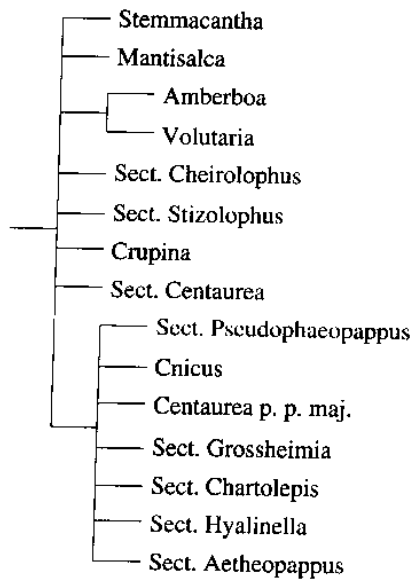 Stemmacantha
Mantisalca
Amberboa
Volutaria
Sect. Cheirolophus
Sect. Stizolophus
Crupina
Sect. Centaurea
Sect. Pseudophaeopappus
Cnicus
Centaurea p. p. maj.
Sect. Grossheimia
Sect. Chartolepis
Sect. Hyalinella
Sect. Aetheopappus